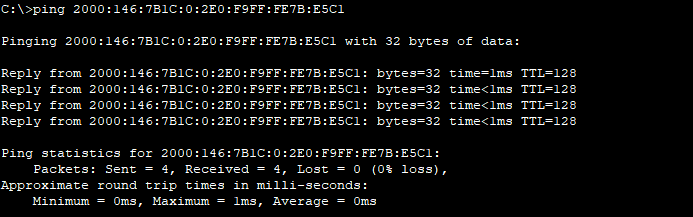 C:\>ping 2000:146:7B1C:0:2E0:F9FF:FE7B:E5C1
Pinging 2000:146:7B1C:0:2E0:F9FF:FE7B:E5C1 with 32 bytes of data:
Reply from 2000:146:7B1C:0:2E0:F9FF:FE7B:E5C1: bytes=32 time=1ms TTL=128
Reply from 2000:146:7B1C:0:2E0:F9FF:FE7B:E5C1: bytes=32 time<1ms TTL=128
Reply from 2000:146:7B1C:0:2E0:F9FF:FE7B:E5C1: bytes=32 time<1ms TTL=128
Reply from 2000:146:7B1C:0:2E0:F9FF:FE7B:E5C1: bytes=32 time<1ms TTL=128
Ping statistics for 2000:146:7B1C:0:2E0:F9FF:FE7B:E5C1:
Packets: Sent = 4, Received = 4, Lost = 0 (0% loss),
Approximate round trip times in milli-seconds:
Minimum = 0ms, Maximum = 1ms, Average = 0ms